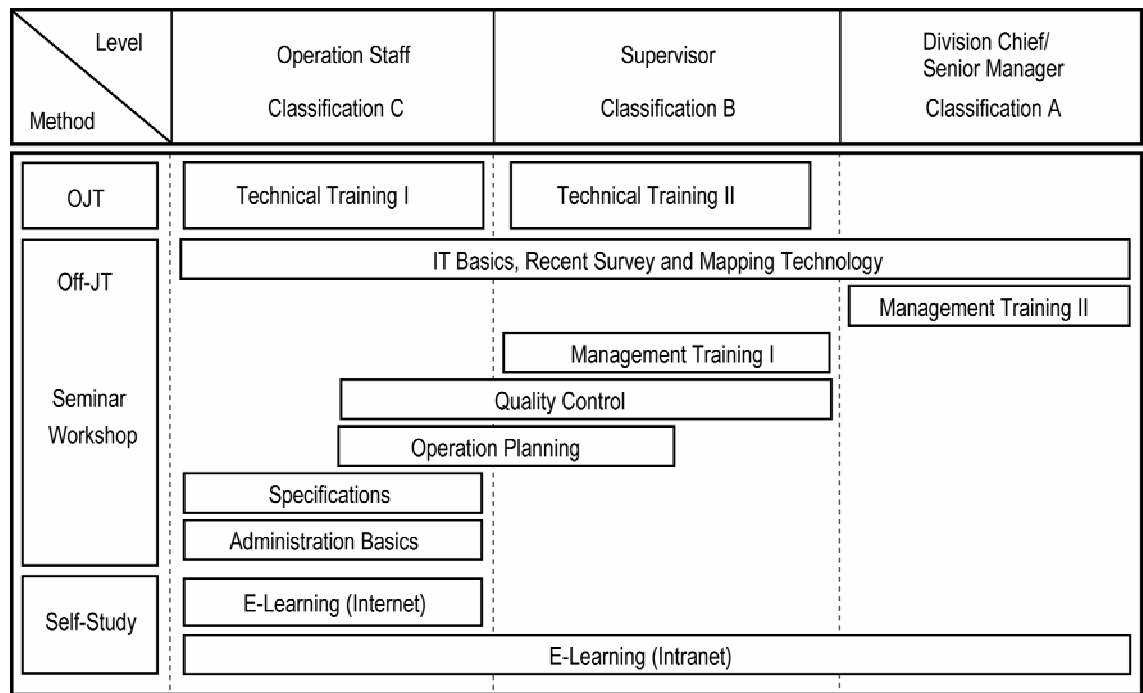 Level
Method
Operation Staff
Classification C
Supervisor
Classification B
Division Chief/
Senior Manager
Classification A
OJT
Technical Training I
Technical Training II
Off-JT
Seminar
Workshop
IT Basics, Recent Survey and Mapping Technology
Management Training II
Management Training I
Quality Control
Operation Planning
Specifications
Administration Basics
Self-Study
E-Learning (Internet)
E-Learning (Intranet)